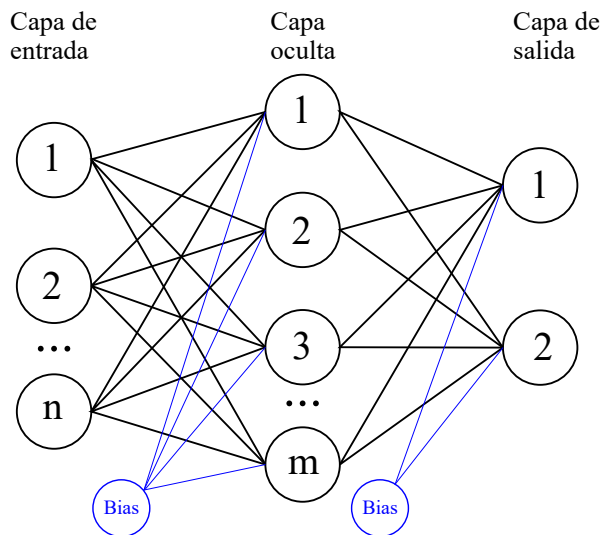 Capa de
entrada
Capa
oculta
Capa de
salida
1
2
...
n
1
2
3
...
m
1
2
Bias
Bias